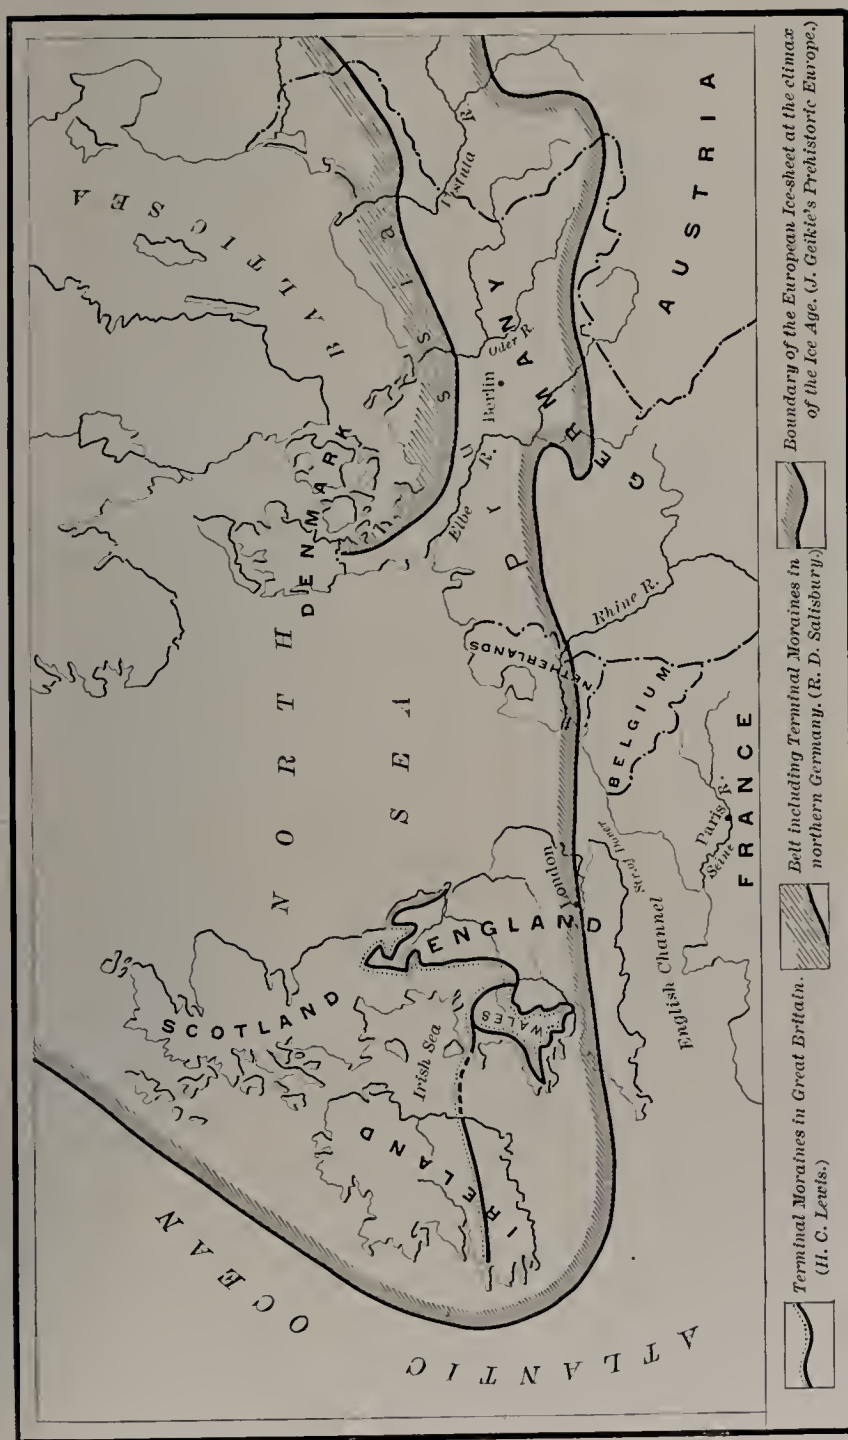 ATLANTIC
OCEAN
NORTH
SEA
BALTIC SEA
SCOTLAND
IRELAND
Irish Sea
ENGLAND
WALES
London
English Channel
DENMARK
NETHERLANDS
BELGIUM
FRANCE
Paris
Seine R.
Rhine R.
Elbe R.
Berlin
Uder R.
Vistula R.
PRUSSIA
GERMANY
AUSTRIA
Terminal Moraines in Great Britain.
(H. C. Lewis.)
Belt including Terminal Moraines in
northern Germany. (R. D. Salisbury.)
Boundary of the European Ice-sheet at the climax
of the Ice Age. (J. Geikie's Prehistoric Europe.)